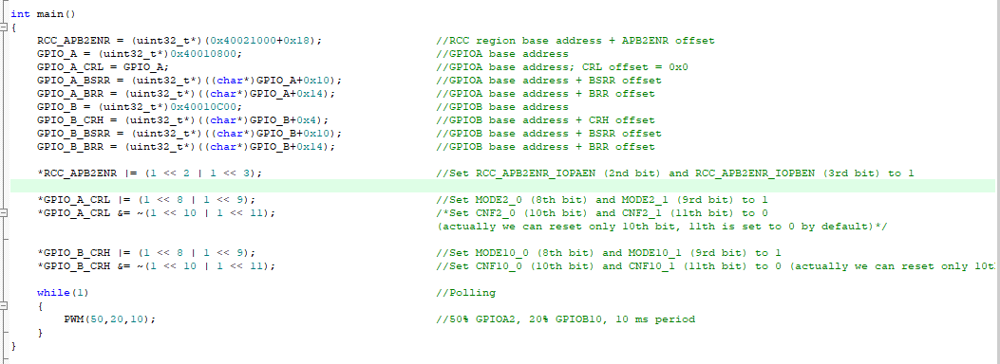 int main()
{
RCC_APB2ENR = (uint32_t*)(0x40021000+0x18); //RCC region base address + APB2ENR offset
GPIO_A = (uint32_t*)0x40010800; //GPIOA base address
GPIO_A_CRL = GPIO_A; //GPIOA base address; CRL offset = 0x0
GPIO_A_BSRR = (uint32_t*)((char*)GPIO_A+0x10); //GPIOA base address + BSRR offset
GPIO_A_BRR = (uint32_t*)((char*)GPIO_A+0x14); //GPIOA base address + BRR offset
GPIO_B = (uint32_t*)0x40010C00; //GPIOB base address
GPIO_B_CRH = (uint32_t*)((char*)GPIO_B+0x4); //GPIOB base address + CRH offset
GPIO_B_BSRR = (uint32_t*)((char*)GPIO_B+0x10); //GPIOB base address + BSRR offset
GPIO_B_BRR = (uint32_t*)((char*)GPIO_B+0x14); //GPIOB base address + BRR offset
*RCC_APB2ENR |= (1 << 2 | 1 << 3); //Set RCC_APB2ENR_IOPAEN (2nd bit) and RCC_APB2ENR_IOPBEN (3rd bit) to 1
*GPIO_A_CRL |= (1 << 8 | 1 << 9); //Set MODE2_0 (8th bit) and MODE2_1 (9rd bit) to 1
*GPIO_A_CRL &= ~(1 << 10 | 1 << 11); /*Set CNF2_0 (10th bit) and CNF2_1 (11th bit) to 0
(actually we can reset only 10th bit, 11th is set to 0 by default)*/
*GPIO_B_CRH |= (1 << 8 | 1 << 9); //Set MODE10_0 (8th bit) and MODE10_1 (9rd bit) to 1
*GPIO_B_CRH &= ~(1 << 10 | 1 << 11); //Set CNF10_0 (10th bit) and CNF10_1 (11th bit) to 0 (actually we can reset only 10t
while(1) //Polling
{
PWM(50,20,10); //50% GPIOA2, 20% GPIOB10, 10 ms period
}
}